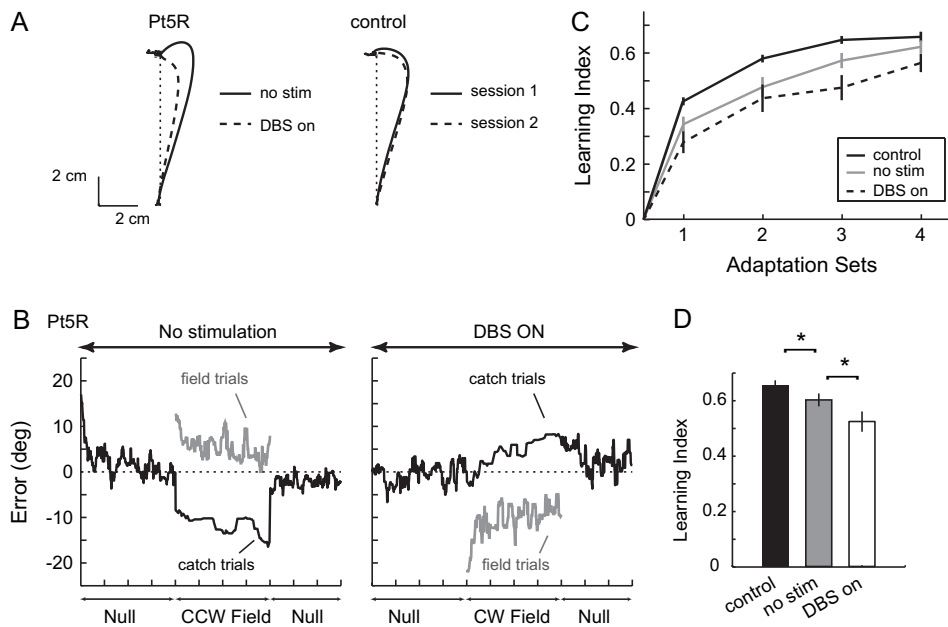 A
Pt5R
control
no stim
DBS on
session 1
session 2
2 cm
2 cm
C
Learning Index
0.6
0.4
0.2
0
control
no stim
DBS on
1 2 3 4
Adaptation Sets
B
Pt5R
No stimulation
DBS ON
field trials
catch trials
catch trials
field trials
Error (deg)
20
10
0
-10
-20
Null CCW Field Null
Null CW Field Null
D
* *
Learning Index
0.6
0.4
0.2
0
control
no stim
DBS on